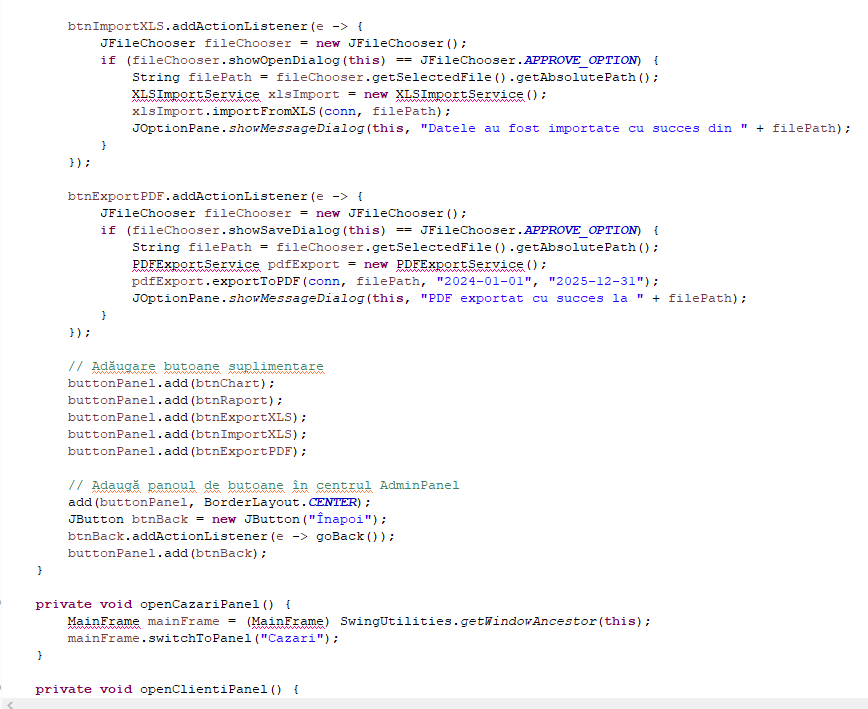 btnImportXLS.addActionListener(e -> {
JFileChooser fileChooser = new JFileChooser();
if (fileChooser.showOpenDialog(this) == JFileChooser.APPROVE_OPTION) {
String filePath = fileChooser.getSelectedFile().getAbsolutePath();
XLSImportService xlsImport = new XLSImportService();
xlsImport.importFromXLS(conn, filePath);
JOptionPane.showMessageDialog(this, "Datele au fost importate cu succes din " + filePath);
}
});
btnExportPDF.addActionListener(e -> {
JFileChooser fileChooser = new JFileChooser();
if (fileChooser.showSaveDialog(this) == JFileChooser.APPROVE_OPTION) {
String filePath = fileChooser.getSelectedFile().getAbsolutePath();
PDFExportService pdfExport = new PDFExportService();
pdfExport.exportToPDF(conn, filePath, "2024-01-01", "2025-12-31");
JOptionPane.showMessageDialog(this, "PDF exportat cu succes la " + filePath);
}
});
// Adăugare butoane suplimentare
buttonPanel.add(btnChart);
buttonPanel.add(btnRaport);
buttonPanel.add(btnExportXLS);
buttonPanel.add(btnImportXLS);
buttonPanel.add(btnExportPDF);
// Adaugă panoul de butoane în centrul AdminPanel
add(buttonPanel, BorderLayout.CENTER);
JButton btnBack = new JButton("Înapoi");
btnBack.addActionListener(e -> goBack());
buttonPanel.add(btnBack);
}
private void openCazariPanel() {
MainFrame mainFrame = (MainFrame) SwingUtilities.getWindowAncestor(this);
mainFrame.switchToPanel("Cazari");
}
private void openClientiPanel() {